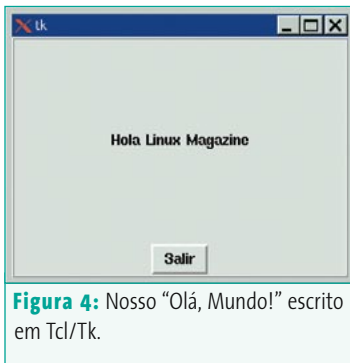 tk
Hola Linux Magazine
Salir
Figura 4: Nosso “Olá, Mundo!” escrito
em Tcl/Tk.